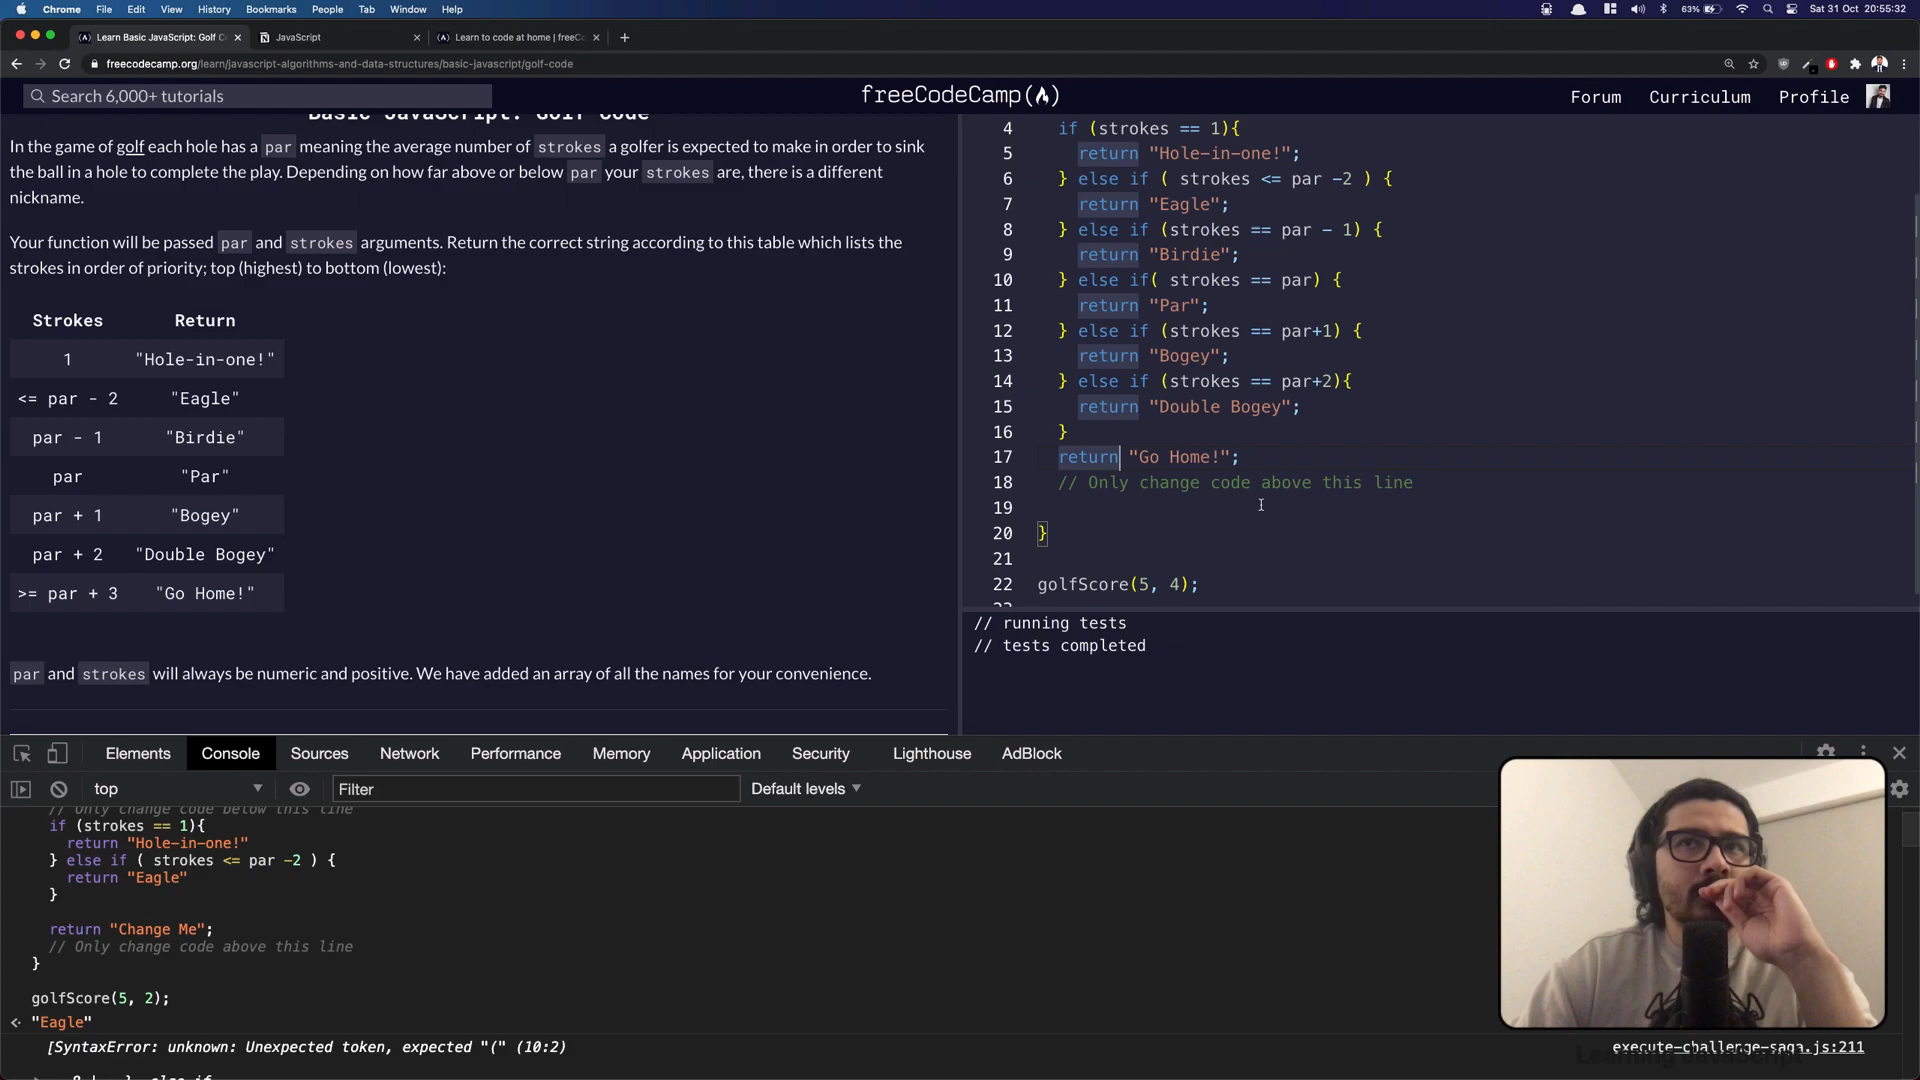 Chrome File Edit View History Bookmarks People Tab Window Help
63% Sat 31 Oct 20:55:32
Learn Basic JavaScript: Golf C
JavaScript
Learn to code at home | freeCo
freecodecamp.org/learn/javascript-algorithms-and-data-structures/basic-javascript/golf-code
Search 6,000+ tutorials
freeCodeCamp
Forum Curriculum Profile
Basic JavaScript: Golf Code
In the game of golf each hole has a par meaning the average number of strokes a golfer is expected to make in order to sink
the ball in a hole to complete the play. Depending on how far above or below par your strokes are, there is a different
nickname.
Your function will be passed par and strokes arguments. Return the correct string according to this table which lists the
strokes in order of priority; top (highest) to bottom (lowest):
Strokes Return
1 "Hole-in-one!"
<= par - 2 "Eagle"
par - 1 "Birdie"
par "Par"
par + 1 "Bogey"
par + 2 "Double Bogey"
>= par + 3 "Go Home!"
par and strokes will always be numeric and positive. We have added an array of all the names for your convenience.
4 if (strokes == 1){
5 return "Hole-in-one!";
6 } else if ( strokes <= par -2 ) {
7 return "Eagle";
8 } else if (strokes == par - 1) {
9 return "Birdie";
10 } else if( strokes == par) {
11 return "Par";
12 } else if (strokes == par+1) {
13 return "Bogey";
14 } else if (strokes == par+2){
15 return "Double Bogey";
16 }
17 return "Go Home!";
18 // Only change code above this line
19
20 }
21
22 golfScore(5, 4);
// running tests
// tests completed
Elements Console Sources Network Performance Memory Application Security Lighthouse AdBlock
top Filter Default levels
// Only change code below this line
if (strokes == 1){
return "Hole-in-one!"
} else if ( strokes <= par -2 ) {
return "Eagle"
}
return "Change Me";
// Only change code above this line
}
golfScore(5, 2);
"Eagle"
[SyntaxError: unknown: Unexpected token, expected "(" (10:2)
execute-challenge-saga.js:211
Learning JavaScript